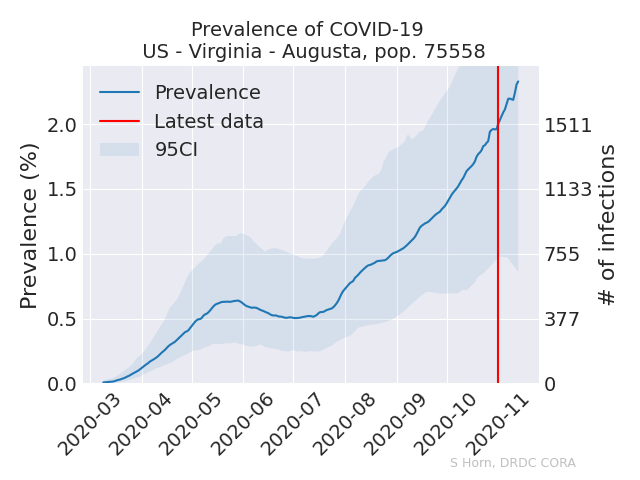 Prevalence of COVID-19
US - Virginia - Augusta, pop. 75558
Prevalence
Latest data
95CI
Prevalence (%)
2.0
1.5
1.0
0.5
0.0
1511
1133
755
377
0
# of infections
2020-03
2020-04
2020-05
2020-06
2020-07
2020-08
2020-09
2020-10
2020-11
S Horn, DRDC CORA